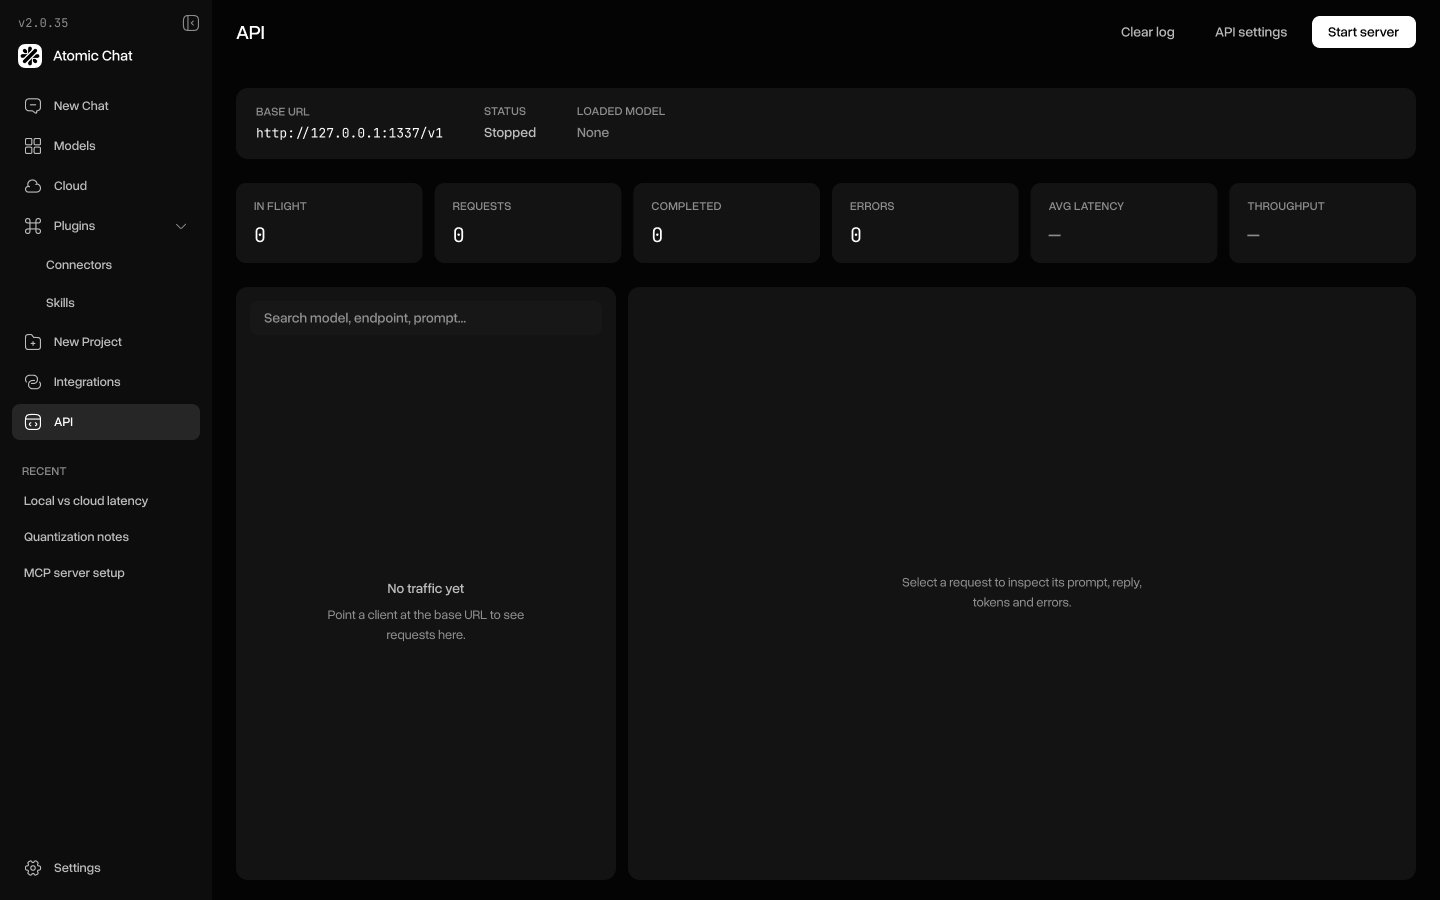 v2.0.35
Atomic Chat
New Chat
Models
Cloud
Plugins
Connectors
Skills
New Project
Integrations
API
RECENT
Local vs cloud latency
Quantization notes
MCP server setup
Settings
API
Clear log
API settings
Start server
BASE URL
http://127.0.0.1:1337/v1
STATUS
Stopped
LOADED MODEL
None
IN FLIGHT
0
REQUESTS
0
COMPLETED
0
ERRORS
0
AVG LATENCY
—
THROUGHPUT
—
Search model, endpoint, prompt...
No traffic yet
Point a client at the base URL to see
requests here.
Select a request to inspect its prompt, reply,
tokens and errors.